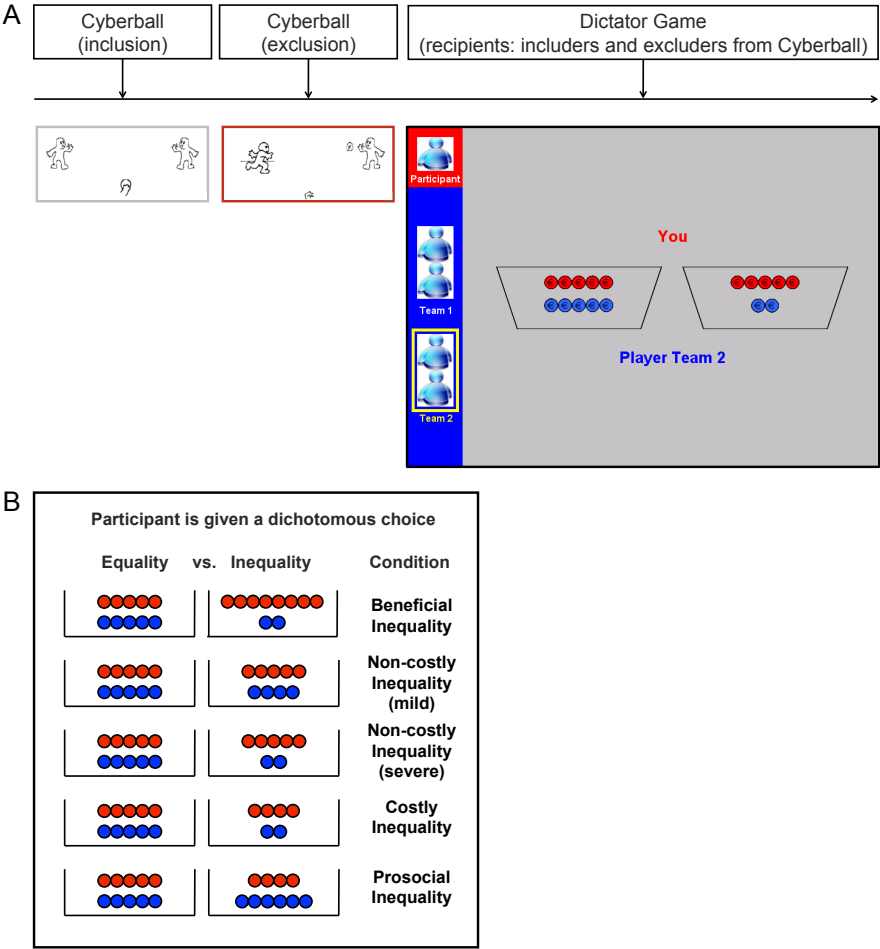 A
Cyberball
(inclusion)
Cyberball
(exclusion)
Dictator Game
(recipients: includers and excluders from Cyberball)
Participant
Team 1
Team 2
You
€ € € € €
€ € € € €
€ € € € €
€ €
Player Team 2
B
Participant is given a dichotomous choice
Equality vs. Inequality Condition
Beneficial
Inequality
Non-costly
Inequality
(mild)
Non-costly
Inequality
(severe)
Costly
Inequality
Prosocial
Inequality